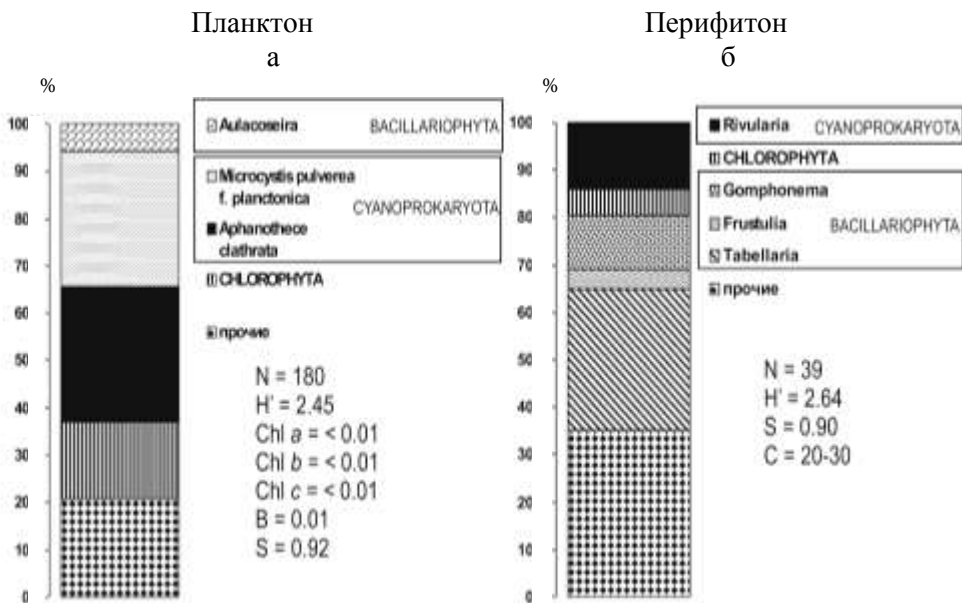 Планктон
а
%
100
90
80
70
60
50
40
30
20
10
0
Aulacoseira BACILLARIOPHYTA
Microcystis pulverea
f. planctonica
CYANOPROKARYOTA
Aphanothece
clathrata
CHLOROPHYTA
прочие
N = 180
H' = 2.45
Chl a = < 0.01
Chl b = < 0.01
Chl c = < 0.01
B = 0.01
S = 0.92
Перифитон
б
%
100
90
80
70
60
50
40
30
20
10
0
Rivularia CYANOPROKARYOTA
CHLOROPHYTA
Gomphonema
Frustulia BACILLARIOPHYTA
Tabellaria
прочие
N = 39
H' = 2.64
S = 0.90
C = 20-30